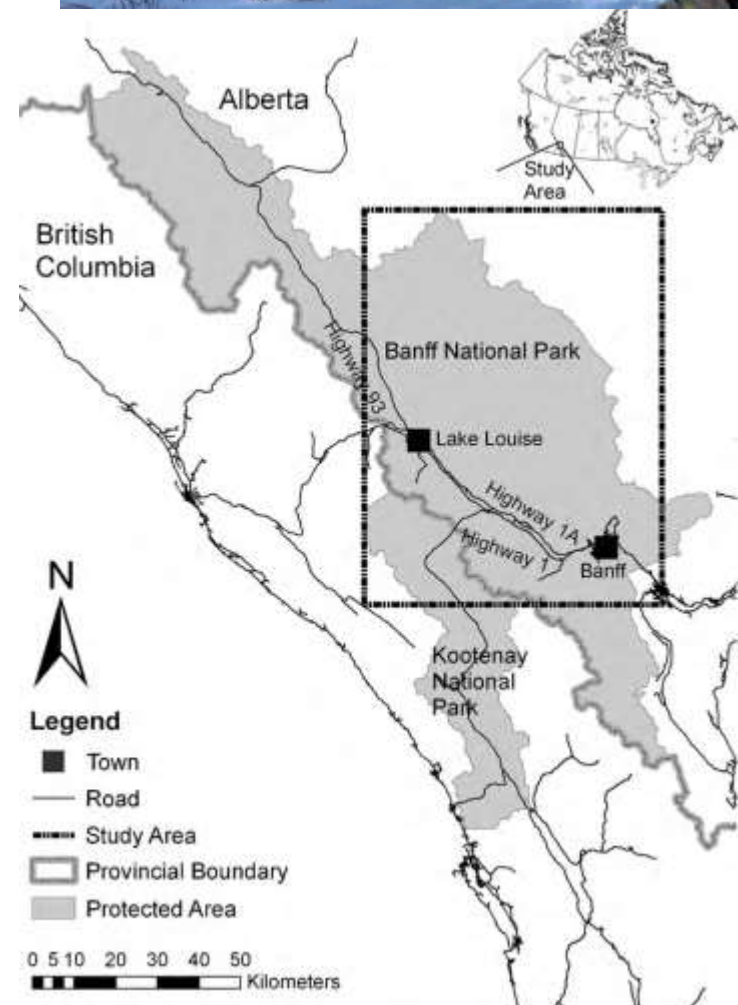 Alberta
Study
Area
British
Columbia
Highway 93
Banff National Park
Lake Louise
Highway 1A
Highway 1
Banff
N
Kootenay
National
Park
Legend
Town
Road
Study Area
Provincial Boundary
Protected Area
0 5 10 20 30 40 50
Kilometers